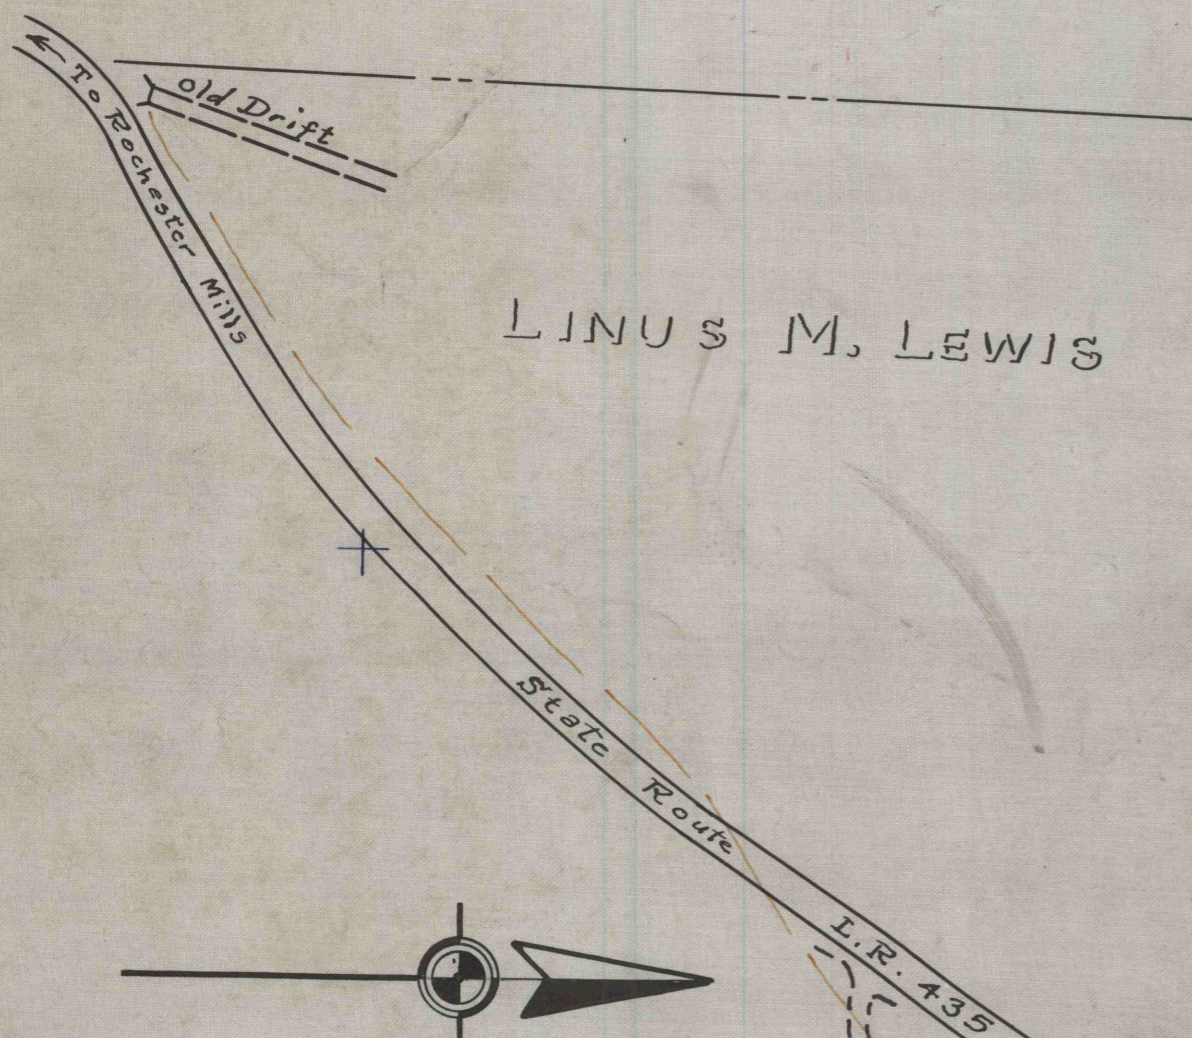 To Rochester Mills
old Drift
LINUS M. LEWIS
State Route L.R. 435